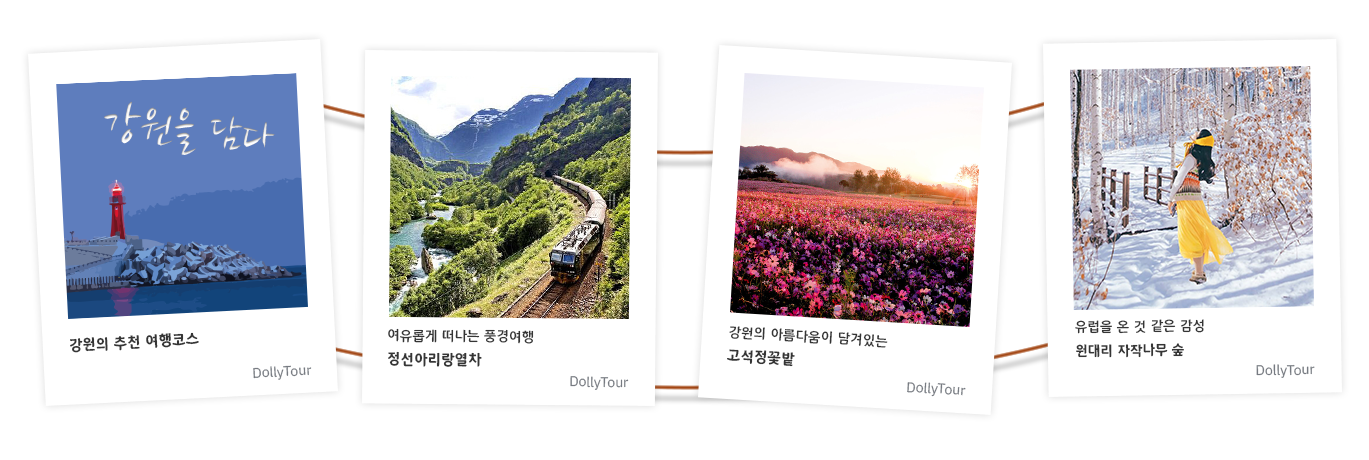 강원을 담다
강원의 추천 여행코스
DollyTour
여유롭게 떠나는 풍경여행
정선아리랑열차
DollyTour
강원의 아름다움이 담겨있는
고석정꽃밭
DollyTour
유럽을 온 것 같은 감성
원대리 자작나무 숲
DollyTour